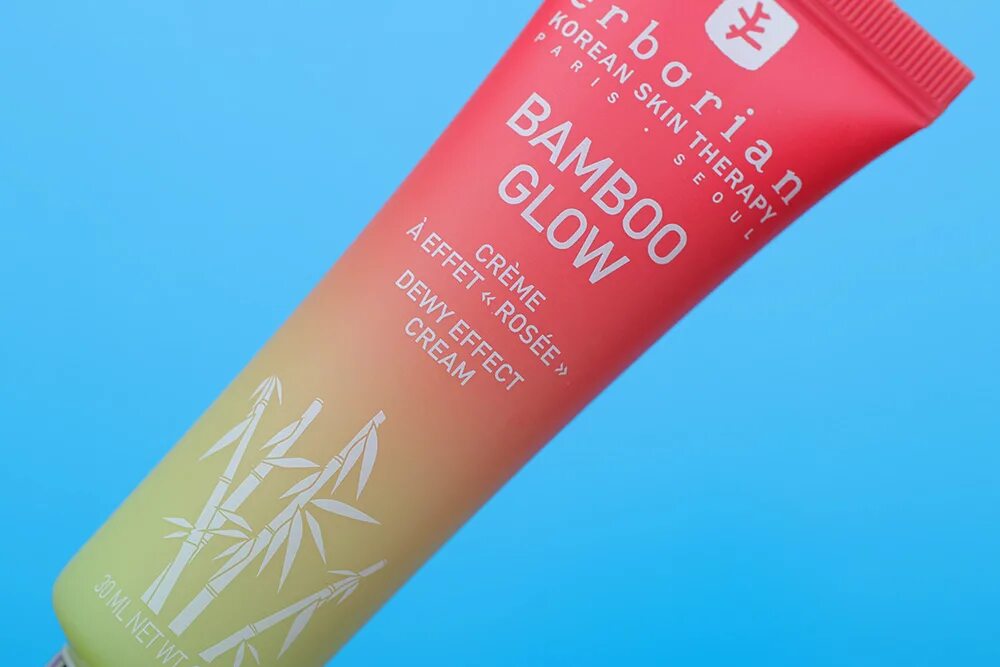 erborian
KOREAN SKIN THERAPY
PARIS · SEOUL
BAMBOO
GLOW
CRÈME
À EFFET « ROSÉE »
DEWY EFFECT
CREAM
30 ML NET WT